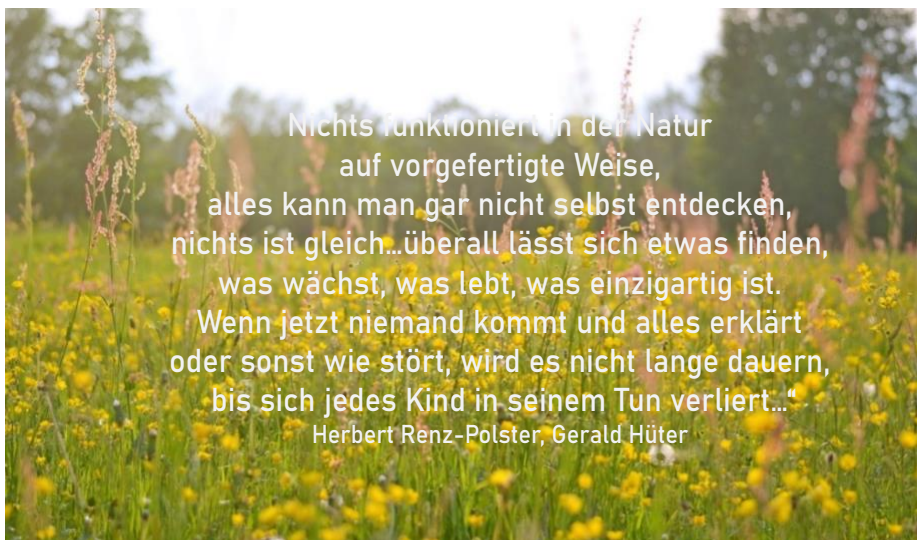 Nichts funktioniert in der Natur
auf vorgefertigte Weise,
alles kann man gar nicht selbst entdecken,
nichts ist gleich...überall lässt sich etwas finden,
was wächst, was lebt, was einzigartig ist.
Wenn jetzt niemand kommt und alles erklärt
oder sonst wie stört, wird es nicht lange dauern,
bis sich jedes Kind in seinem Tun verliert..."
Herbert Renz-Polster, Gerald Hüter